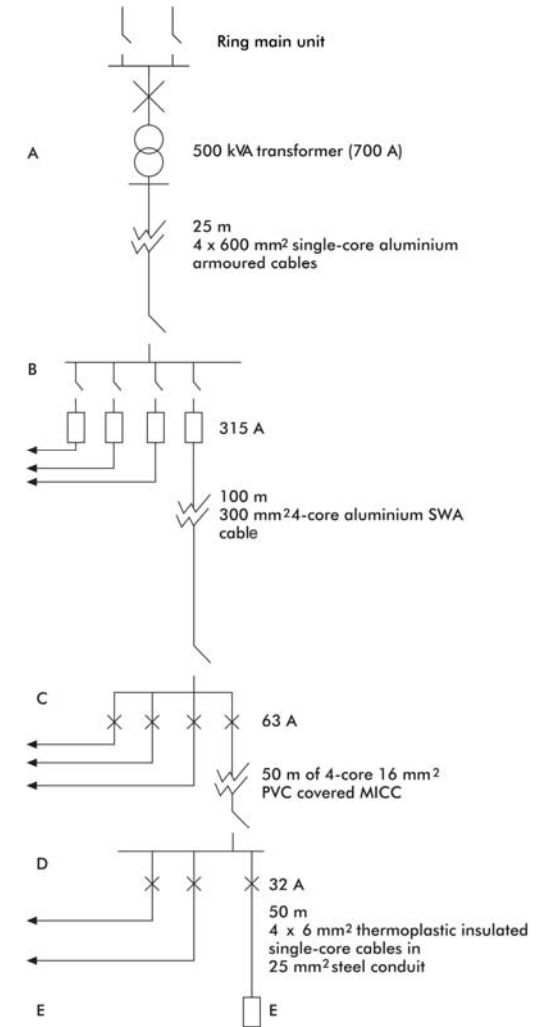 Ring main unit
A
500 kVA transformer (700 A)
25 m
4 x 600 mm² single-core aluminium
armoured cables
B
315 A
100 m
300 mm²4-core aluminium SWA
cable
C
63 A
50 m of 4-core 16 mm²
PVC covered MICC
D
32 A
50 m
4 x 6 mm² thermoplastic insulated
single-core cables in
25 mm² steel conduit
E
E